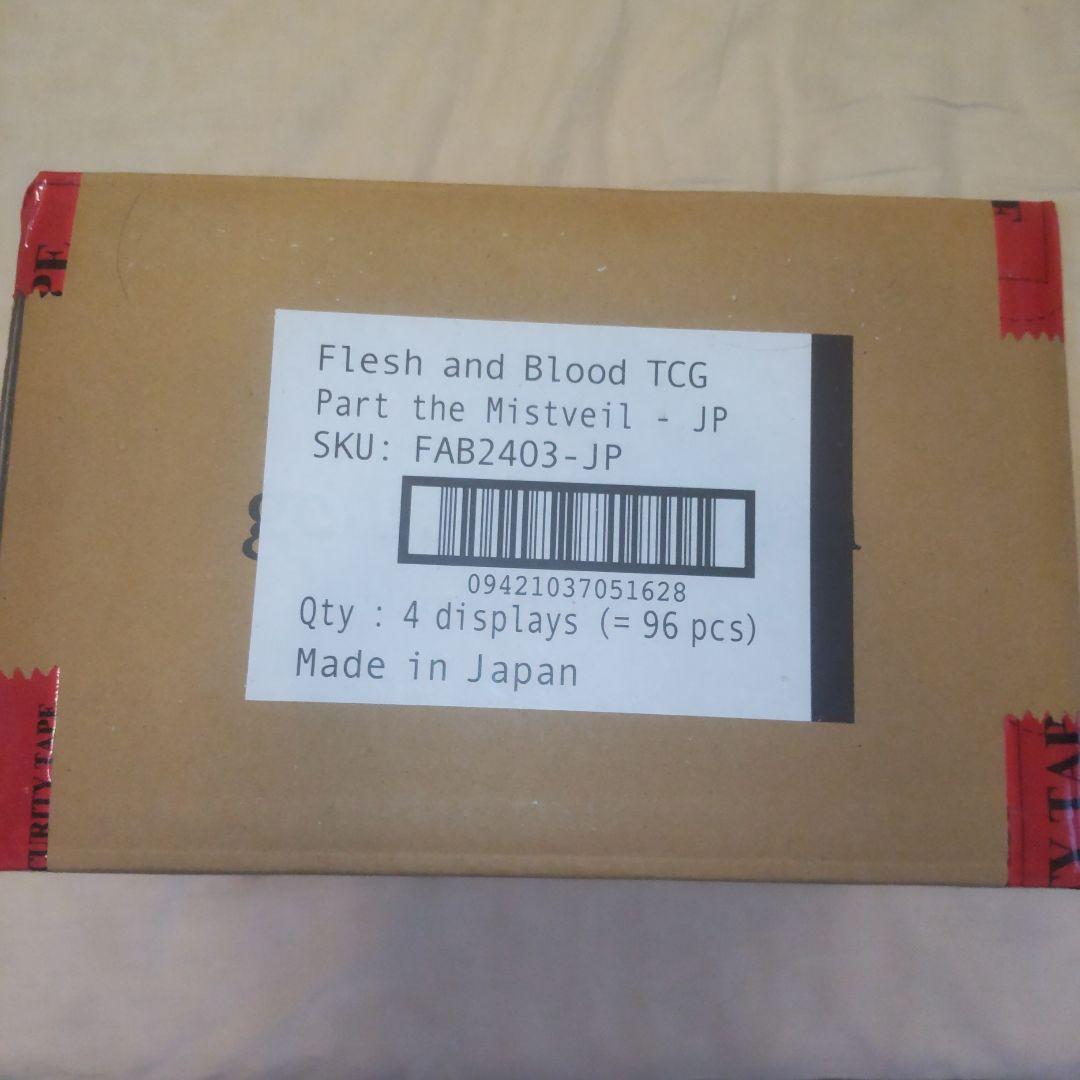 Flesh and Blood TCG
Part the Mistveil - JP
SKU: FAB2403-JP
09421037051628
Qty : 4 displays (= 96 pcs)
Made in Japan
TAPE